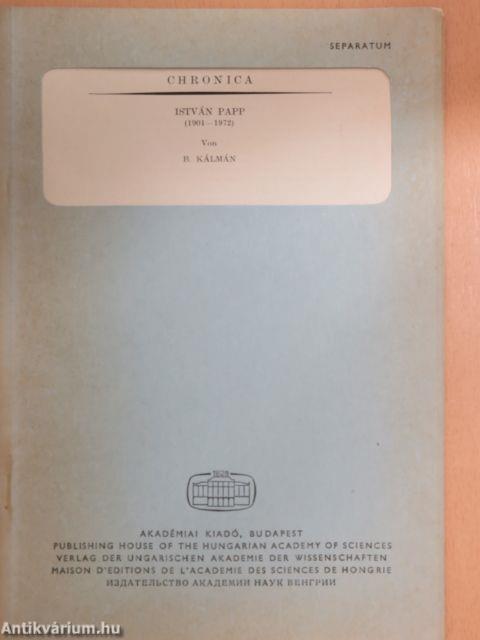 SEPARATUM
CHRONICA
ISTVÁN PAPP
(1901—1972)
Von
B. KÁLMÁN
1828
AKADÉMIAI KIADÓ, BUDAPEST
PUBLISHING HOUSE OF THE HUNGARIAN ACADEMY OF SCIENCES
VERLAG DER UNGARISCHEN AKADEMIE DER WISSENSCHAFTEN
MAISON D'EDITIONS DE L'ACADEMIE DES SCIENCES DE HONGRIE
ИЗДАТЕЛЬСТВО АКАДЕМИИ НАУК ВЕНГРИИ
Antikvárium.hu